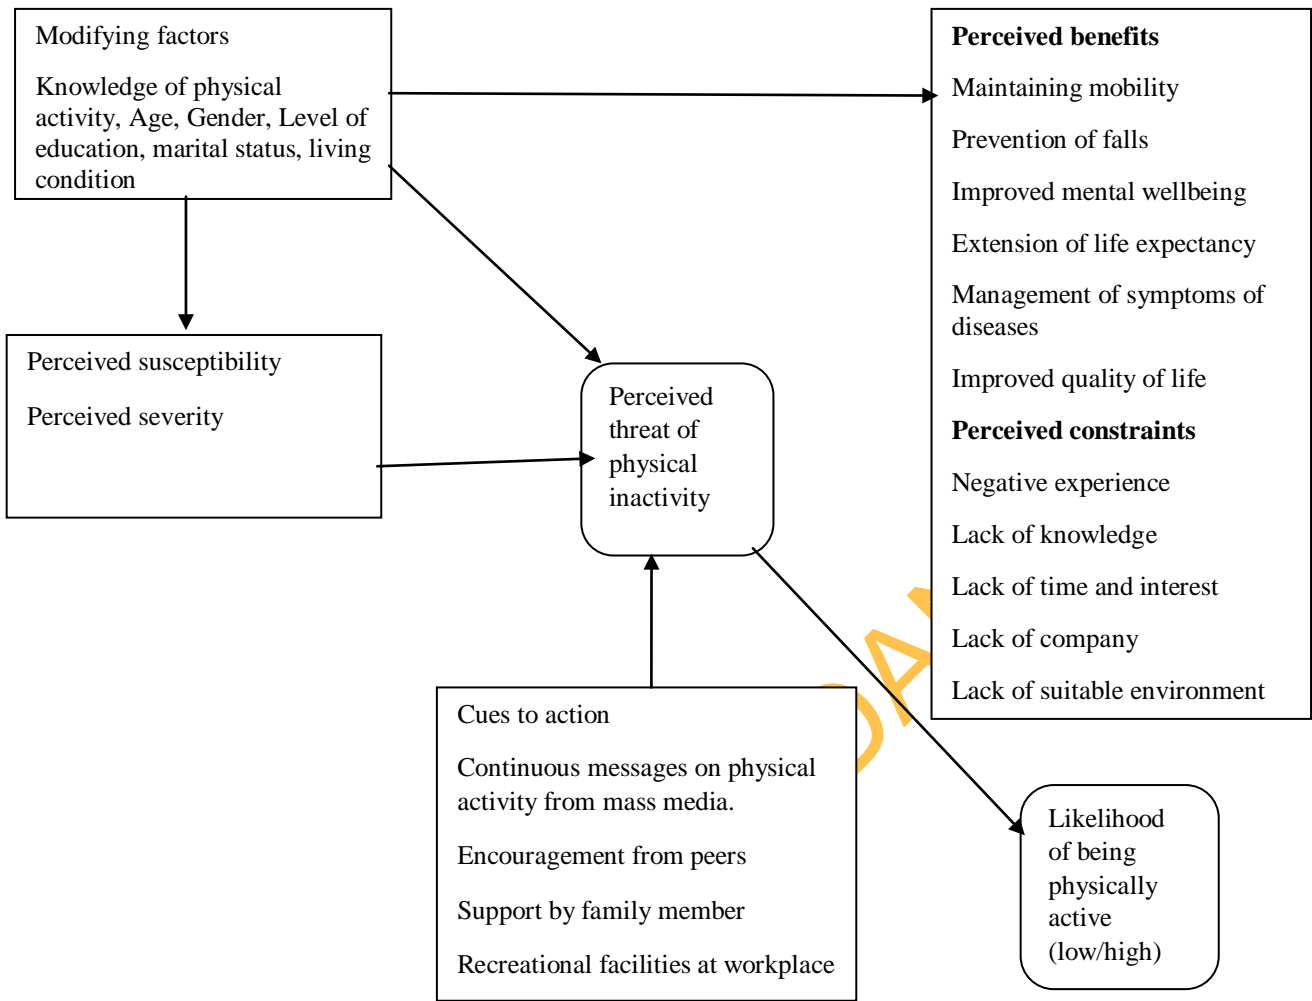 Modifying factors
Knowledge of physical
activity, Age, Gender, Level of
education, marital status, living
condition
Perceived susceptibility
Perceived severity
Perceived
threat of
physical
inactivity
Cues to action
Continuous messages on physical
activity from mass media.
Encouragement from peers
Support by family member
Recreational facilities at workplace
Perceived benefits
Maintaining mobility
Prevention of falls
Improved mental wellbeing
Extension of life expectancy
Management of symptoms of
diseases
Improved quality of life
Perceived constraints
Negative experience
Lack of knowledge
Lack of time and interest
Lack of company
Lack of suitable environment
Likelihood
of being
physically
active
(low/high)